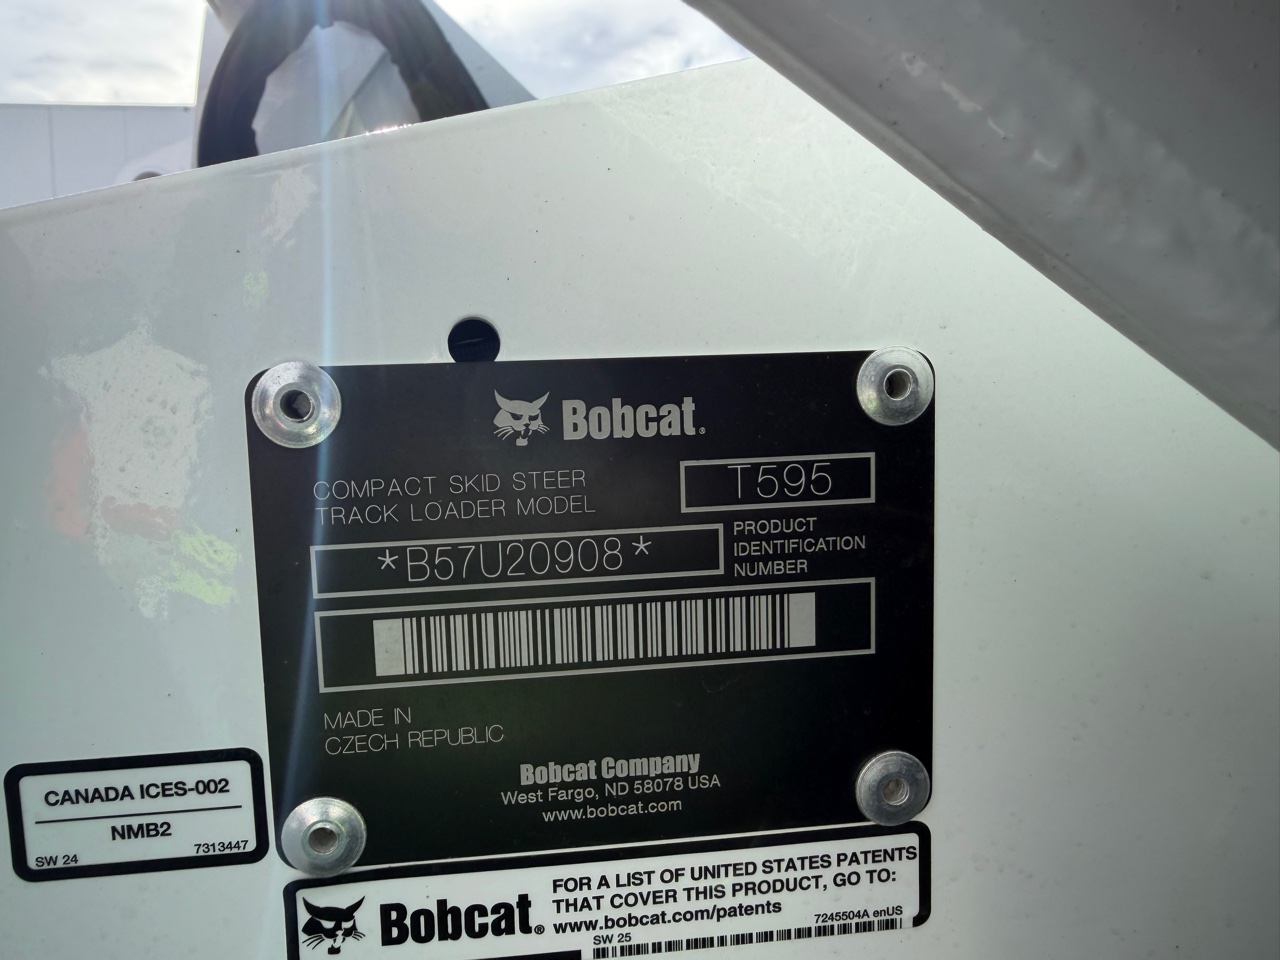 Bobcat®
COMPACT SKID STEER
TRACK LOADER MODEL
T595
*B57U20908*
PRODUCT
IDENTIFICATION
NUMBER
MADE IN
CZECH REPUBLIC
Bobcat Company
West Fargo, ND 58078 USA
www.bobcat.com
CANADA ICES-002
NMB2
SW 24 7313447
Bobcat®
FOR A LIST OF UNITED STATES PATENTS
THAT COVER THIS PRODUCT, GO TO:
www.bobcat.com/patents
SW 25 7245504A enUS